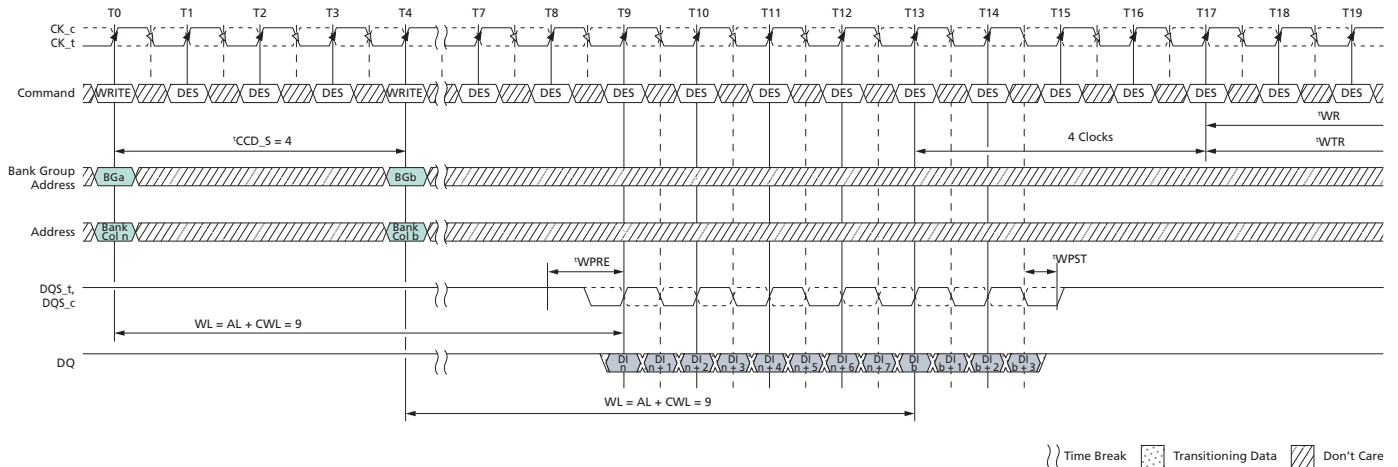 T0 T1 T2 T3 T4 T7 T8 T9 T10 T11 T12 T13 T14 T15 T16 T17 T18 T19
CK_c
CK_t
Command WRITE DES DES DES WRITE DES DES DES DES DES DES DES DES DES DES DES DES DES
tWR
tCCD_S = 4
4 Clocks
tWTR
Bank Group
Address
BGa BGb
Address
Bank
Col n
Bank
Col b
tWPRE tWPST
DQS_t,
DQS_c
WL = AL + CWL = 9
DQ
DI
n
DI
n + 1
DI
n + 2
DI
n + 3
DI
n + 4
DI
n + 5
DI
n + 6
DI
n + 7
DI
b
DI
b + 1
DI
b + 2
DI
b + 3
WL = AL + CWL = 9
Time Break Transitioning Data Don't Care